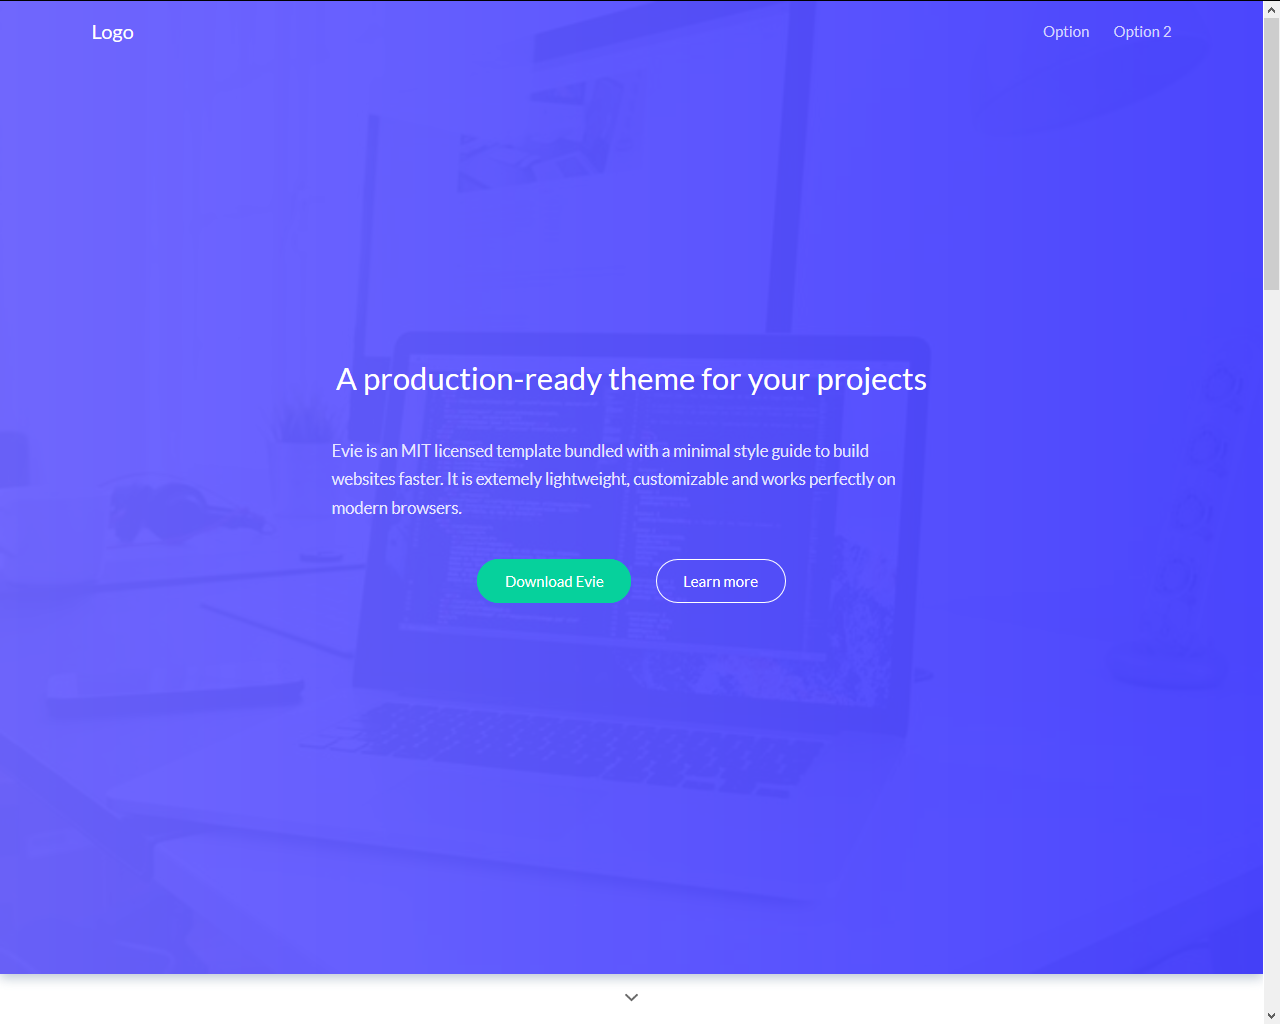 Logo
Option
Option 2
A production-ready theme for your projects
Evie is an MIT licensed template bundled with a minimal style guide to build
websites faster. It is extemely lightweight, customizable and works perfectly on
modern browsers.
Download Evie
Learn more